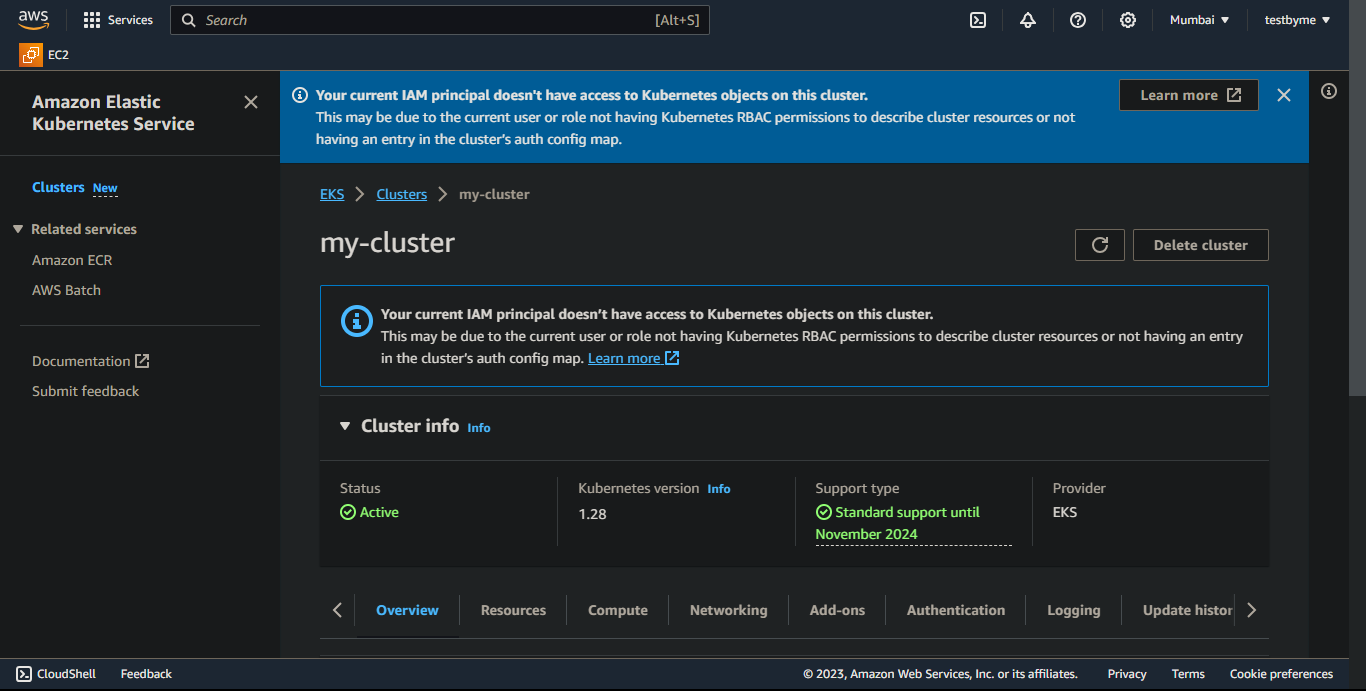 aws
Services
Search
[Alt+S]
Mumbai
testbyme
EC2
Amazon Elastic
Kubernetes Service
Clusters New
Related services
Amazon ECR
AWS Batch
Documentation
Submit feedback
Your current IAM principal doesn't have access to Kubernetes objects on this cluster.
This may be due to the current user or role not having Kubernetes RBAC permissions to describe cluster resources or not
having an entry in the cluster's auth config map.
Learn more
EKS
Clusters
my-cluster
my-cluster
Delete cluster
Your current IAM principal doesn’t have access to Kubernetes objects on this cluster.
This may be due to the current user or role not having Kubernetes RBAC permissions to describe cluster resources or not having an entry
in the cluster’s auth config map. Learn more
Cluster info Info
Status
Active
Kubernetes version Info
1.28
Support type
Standard support until
November 2024
Provider
EKS
Overview
Resources
Compute
Networking
Add-ons
Authentication
Logging
Update histor
CloudShell
Feedback
© 2023, Amazon Web Services, Inc. or its affiliates.
Privacy
Terms
Cookie preferences